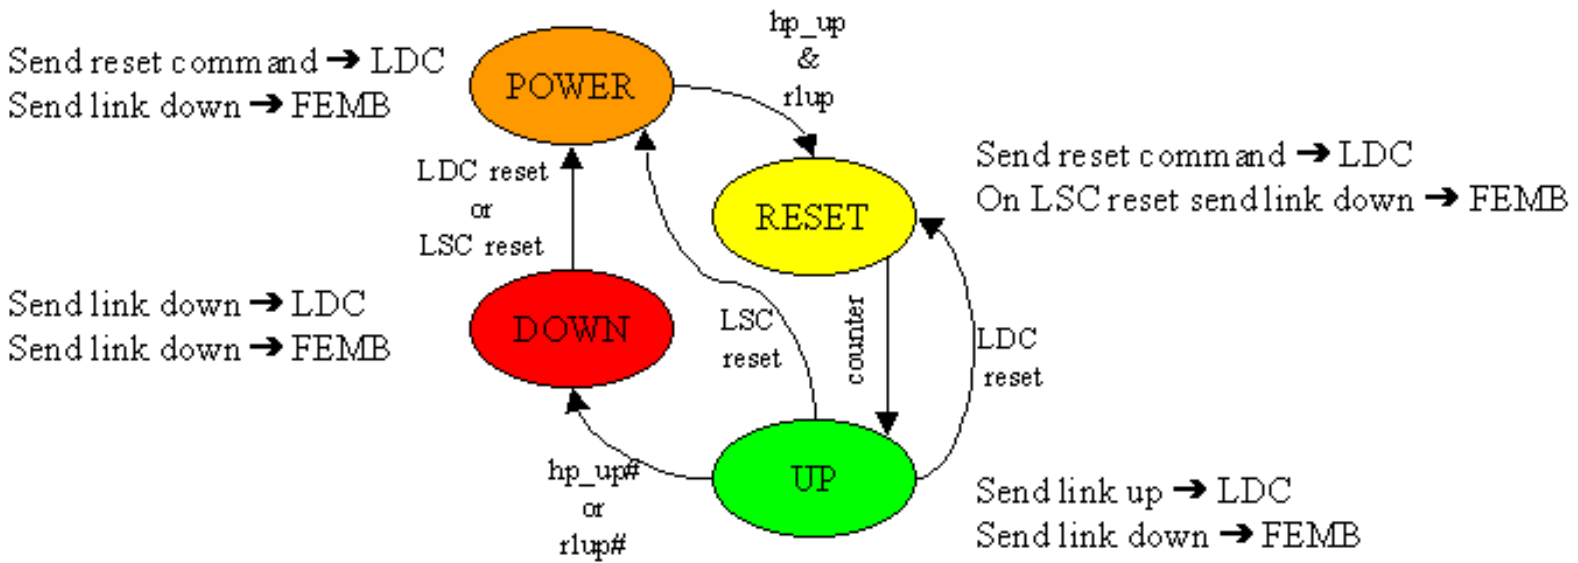 Send reset command ➔ LDC
Send link down ➔ FEMB
POWER
hp_up
&
rlup
LDC reset
or
LSC reset
RESET
Send reset command ➔ LDC
On LSC reset send link down ➔ FEMB
Send link down ➔ LDC
Send link down ➔ FEMB
DOWN
LSC
reset
counter
LDC
reset
hp_up#
or
rlup#
UP
Send link up ➔ LDC
Send link down ➔ FEMB